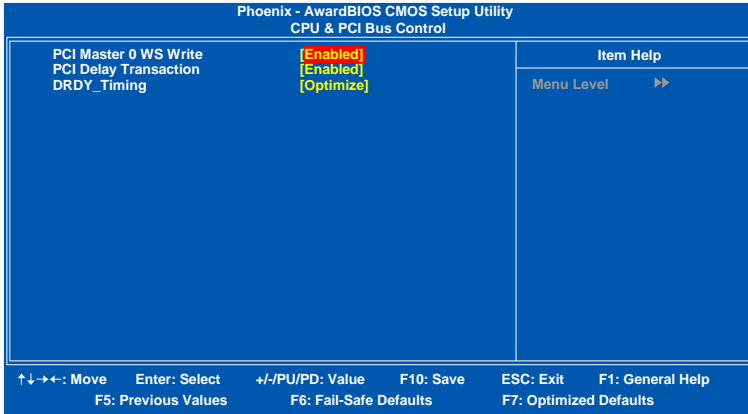 Phoenix - AwardBIOS CMOS Setup Utility
CPU & PCI Bus Control
PCI Master 0 WS Write [Enabled]
PCI Delay Transaction [Enabled]
DRDY_Timing [Optimize]
Item Help
Menu Level ▶▶
↑↓→←: Move Enter: Select +/-/PU/PD: Value F10: Save ESC: Exit F1: General Help
F5: Previous Values F6: Fail-Safe Defaults F7: Optimized Defaults